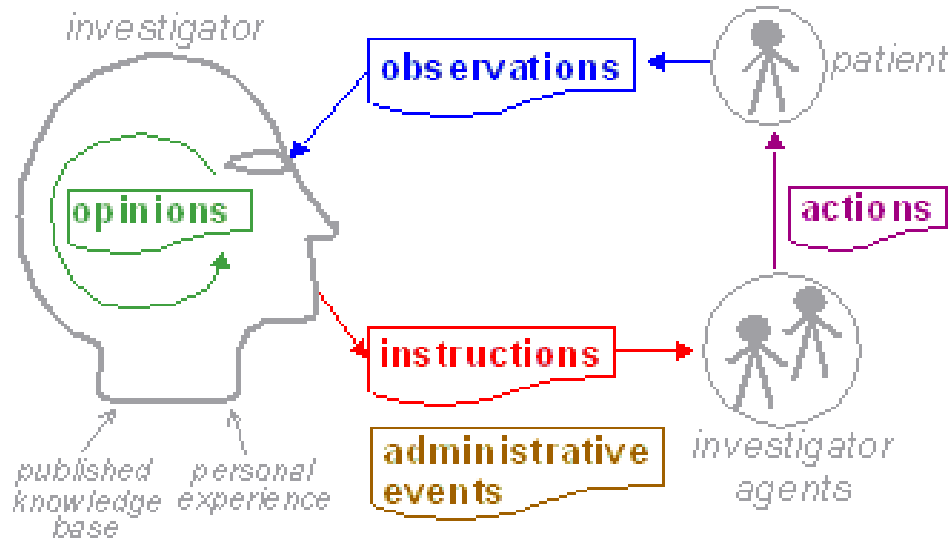 investigator
observations
patient
opinions
actions
instructions
administrative
events
investigator
agents
published
knowledge
base
personal
experience